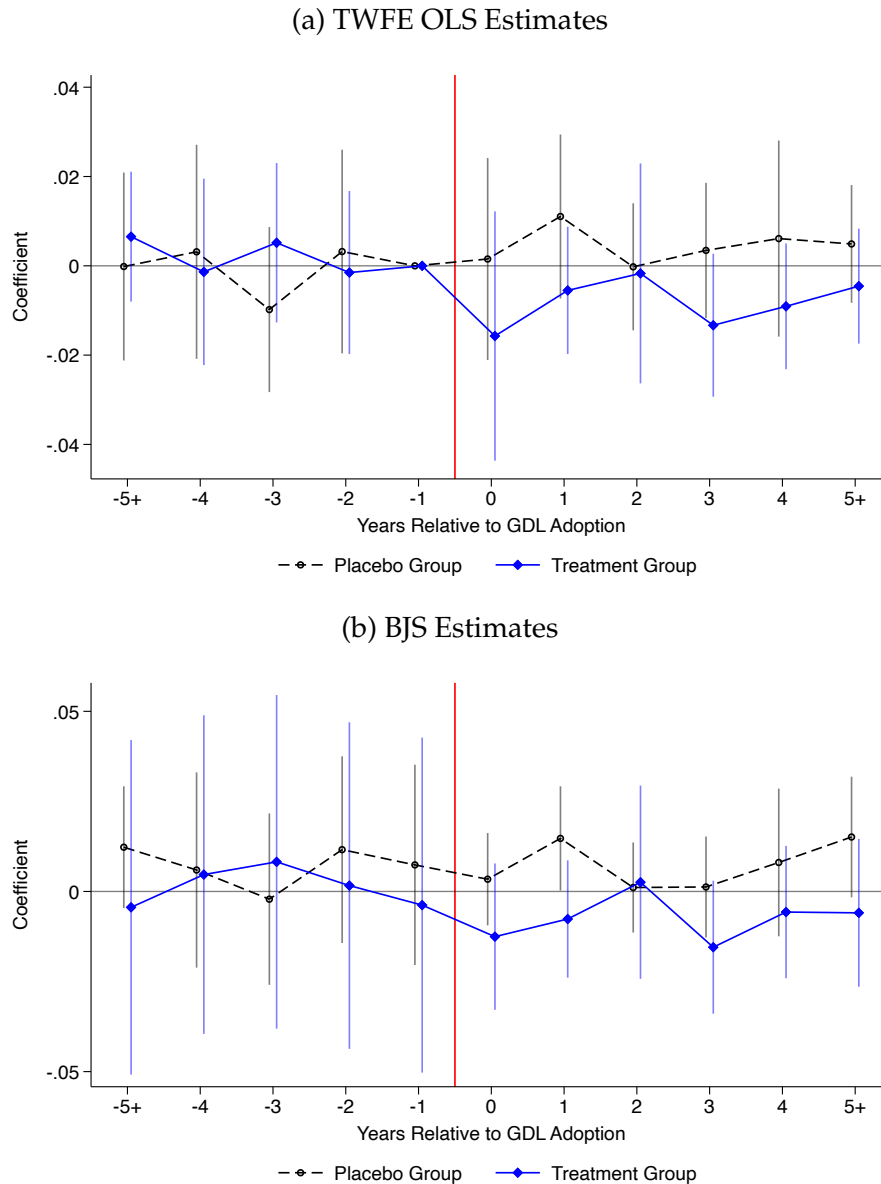 (a) TWFE OLS Estimates
.04
.02
0
-.02
-.04
Coefficient
-5+ -4 -3 -2 -1 0 1 2 3 4 5+
Years Relative to GDL Adoption
Placebo Group Treatment Group
(b) BJS Estimates
.05
0
-.05
Coefficient
-5+ -4 -3 -2 -1 0 1 2 3 4 5+
Years Relative to GDL Adoption
Placebo Group Treatment Group